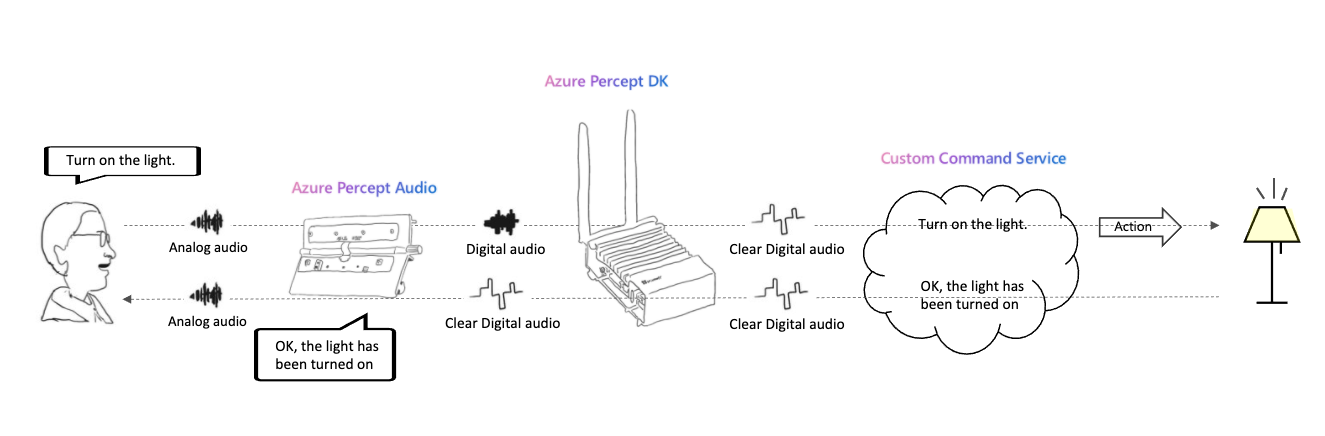 Azure Percept DK
Turn on the light.
Custom Command Service
Azure Percept Audio
Turn on the light.
Action
Analog audio
Digital audio
Clear Digital audio
OK, the light has
been turned on
Analog audio
Clear Digital audio
Clear Digital audio
OK, the light has
been turned on